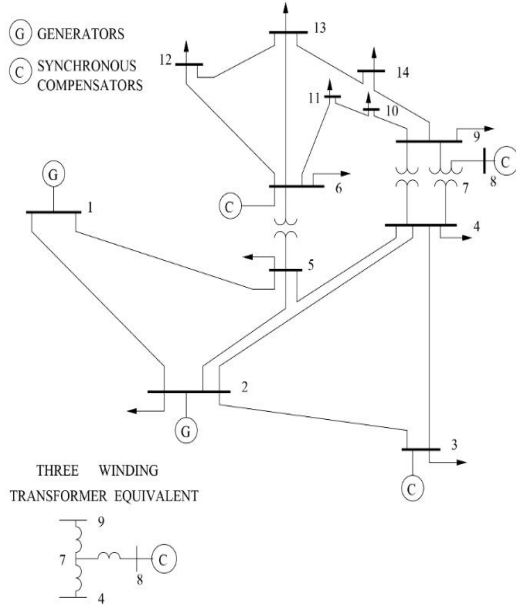 G GENERATORS
C SYNCHRONOUS
COMPENSATORS
13
12
14
11
10
9
C
8
7
C
6
G
1
4
5
2
G
3
C
THREE WINDING
TRANSFORMER EQUIVALENT
9
7
C
8
4